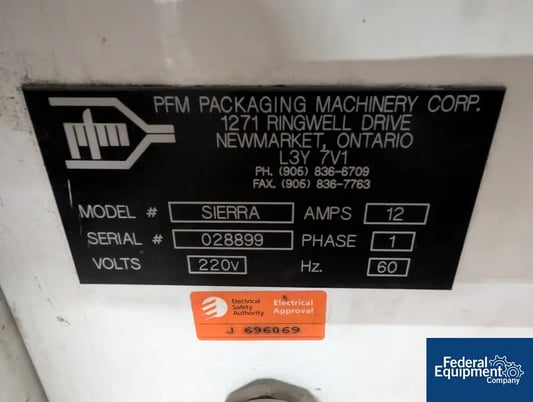 pfm
PFM PACKAGING MACHINERY CORP.
1271 RINGWELL DRIVE
NEWMARKET, ONTARIO
L3Y 7V1
PH. (905) 836-6709
FAX. (905) 836-7763
MODEL # SIERRA AMPS 12
SERIAL # 028899 PHASE 1
VOLTS 220v Hz. 60
Electrical Safety Authority
Electrical Approval
J 696069
Federal
Equipment
Company